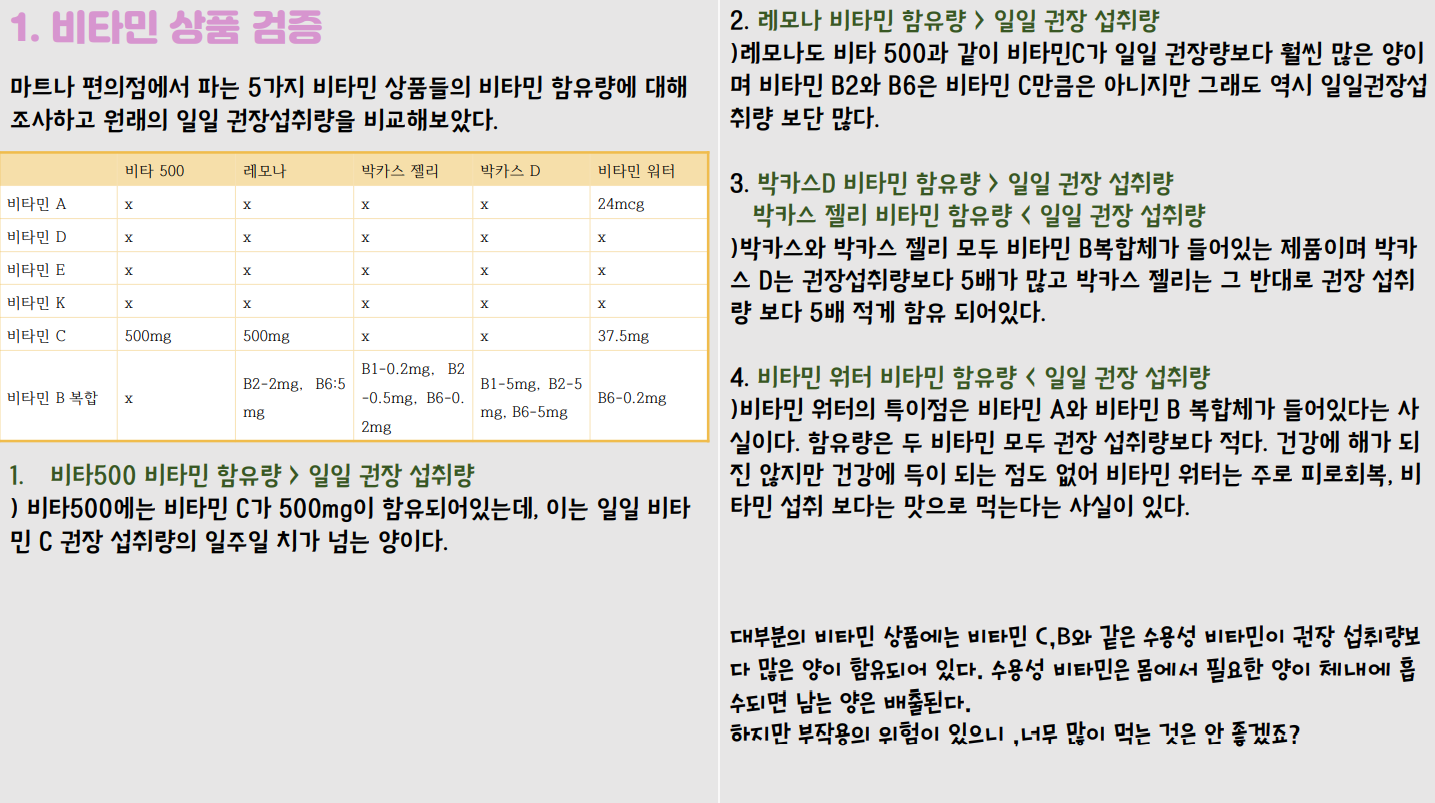 1. 비타민 상품 검증
마트나 편의점에서 파는 5가지 비타민 상품들의 비타민 함유량에 대해
조사하고 원래의 일일 권장섭취량을 비교해보았다.
비타 500 레모나 박카스 젤리 박카스 D 비타민 워터
비타민 A x x x x 24mcg
비타민 D x x x x x
비타민 E x x x x x
비타민 K x x x x x
비타민 C 500mg 500mg x x 37.5mg
비타민 B 복합 x
B2-2mg, B6:5
mg
B1-0.2mg, B2
-0.5mg, B6-0.
2mg
B1-5mg, B2-5
mg, B6-5mg
B6-0.2mg
1. 비타500 비타민 함유량 > 일일 권장 섭취량
) 비타500에는 비타민 C가 500mg이 함유되어있는데, 이는 일일 비타
민 C 권장 섭취량의 일주일 치가 넘는 양이다.
2. 레모나 비타민 함유량 > 일일 권장 섭취량
)레모나도 비타 500과 같이 비타민C가 일일 권장량보다 훨씬 많은 양이
며 비타민 B2와 B6은 비타민 C만큼은 아니지만 그래도 역시 일일권장섭
취량 보단 많다.
3. 박카스D 비타민 함유량 > 일일 권장 섭취량
박카스 젤리 비타민 함유량 < 일일 권장 섭취량
)박카스와 박카스 젤리 모두 비타민 B복합체가 들어있는 제품이며 박카
스 D는 권장섭취량보다 5배가 많고 박카스 젤리는 그 반대로 권장 섭취
량 보다 5배 적게 함유 되어있다.
4. 비타민 워터 비타민 함유량 < 일일 권장 섭취량
)비타민 워터의 특이점은 비타민 A와 비타민 B 복합체가 들어있다는 사
실이다. 함유량은 두 비타민 모두 권장 섭취량보다 적다. 건강에 해가 되
진 않지만 건강에 득이 되는 점도 없어 비타민 워터는 주로 피로회복, 비
타민 섭취 보다는 맛으로 먹는다는 사실이 있다.
대부분의 비타민 상품에는 비타민 C,B와 같은 수용성 비타민이 권장 섭취량보
다 많은 양이 함유되어 있다. 수용성 비타민은 몸에서 필요한 양이 체내에 흡
수되면 남는 양은 배출된다.
하지만 부작용의 위험이 있으니 ,너무 많이 먹는 것은 안 좋겠죠?